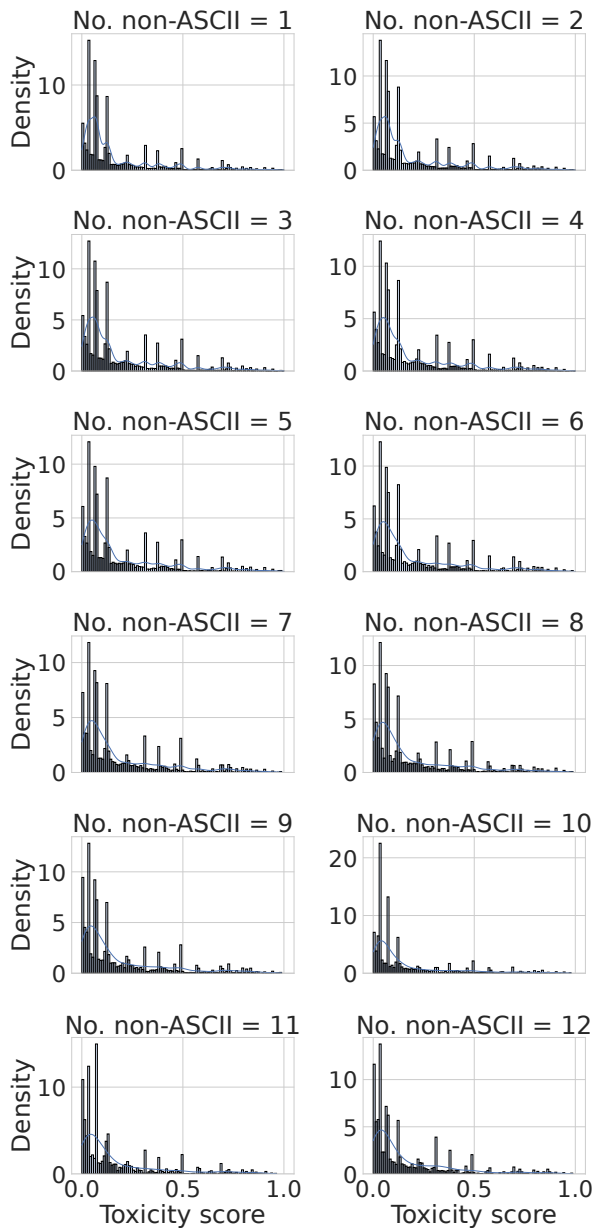 No. non-ASCII = 1
No. non-ASCII = 2
Density
10
0
10
5
0
No. non-ASCII = 3
No. non-ASCII = 4
Density
10
5
0
10
5
0
No. non-ASCII = 5
No. non-ASCII = 6
Density
10
5
0
10
5
0
No. non-ASCII = 7
No. non-ASCII = 8
Density
10
5
0
10
5
0
No. non-ASCII = 9
No. non-ASCII = 10
Density
10
5
0
20
10
0
No. non-ASCII = 11
No. non-ASCII = 12
Density
10
5
0
10
5
0
0.0 0.5 1.0
0.0 0.5 1.0
Toxicity score
Toxicity score